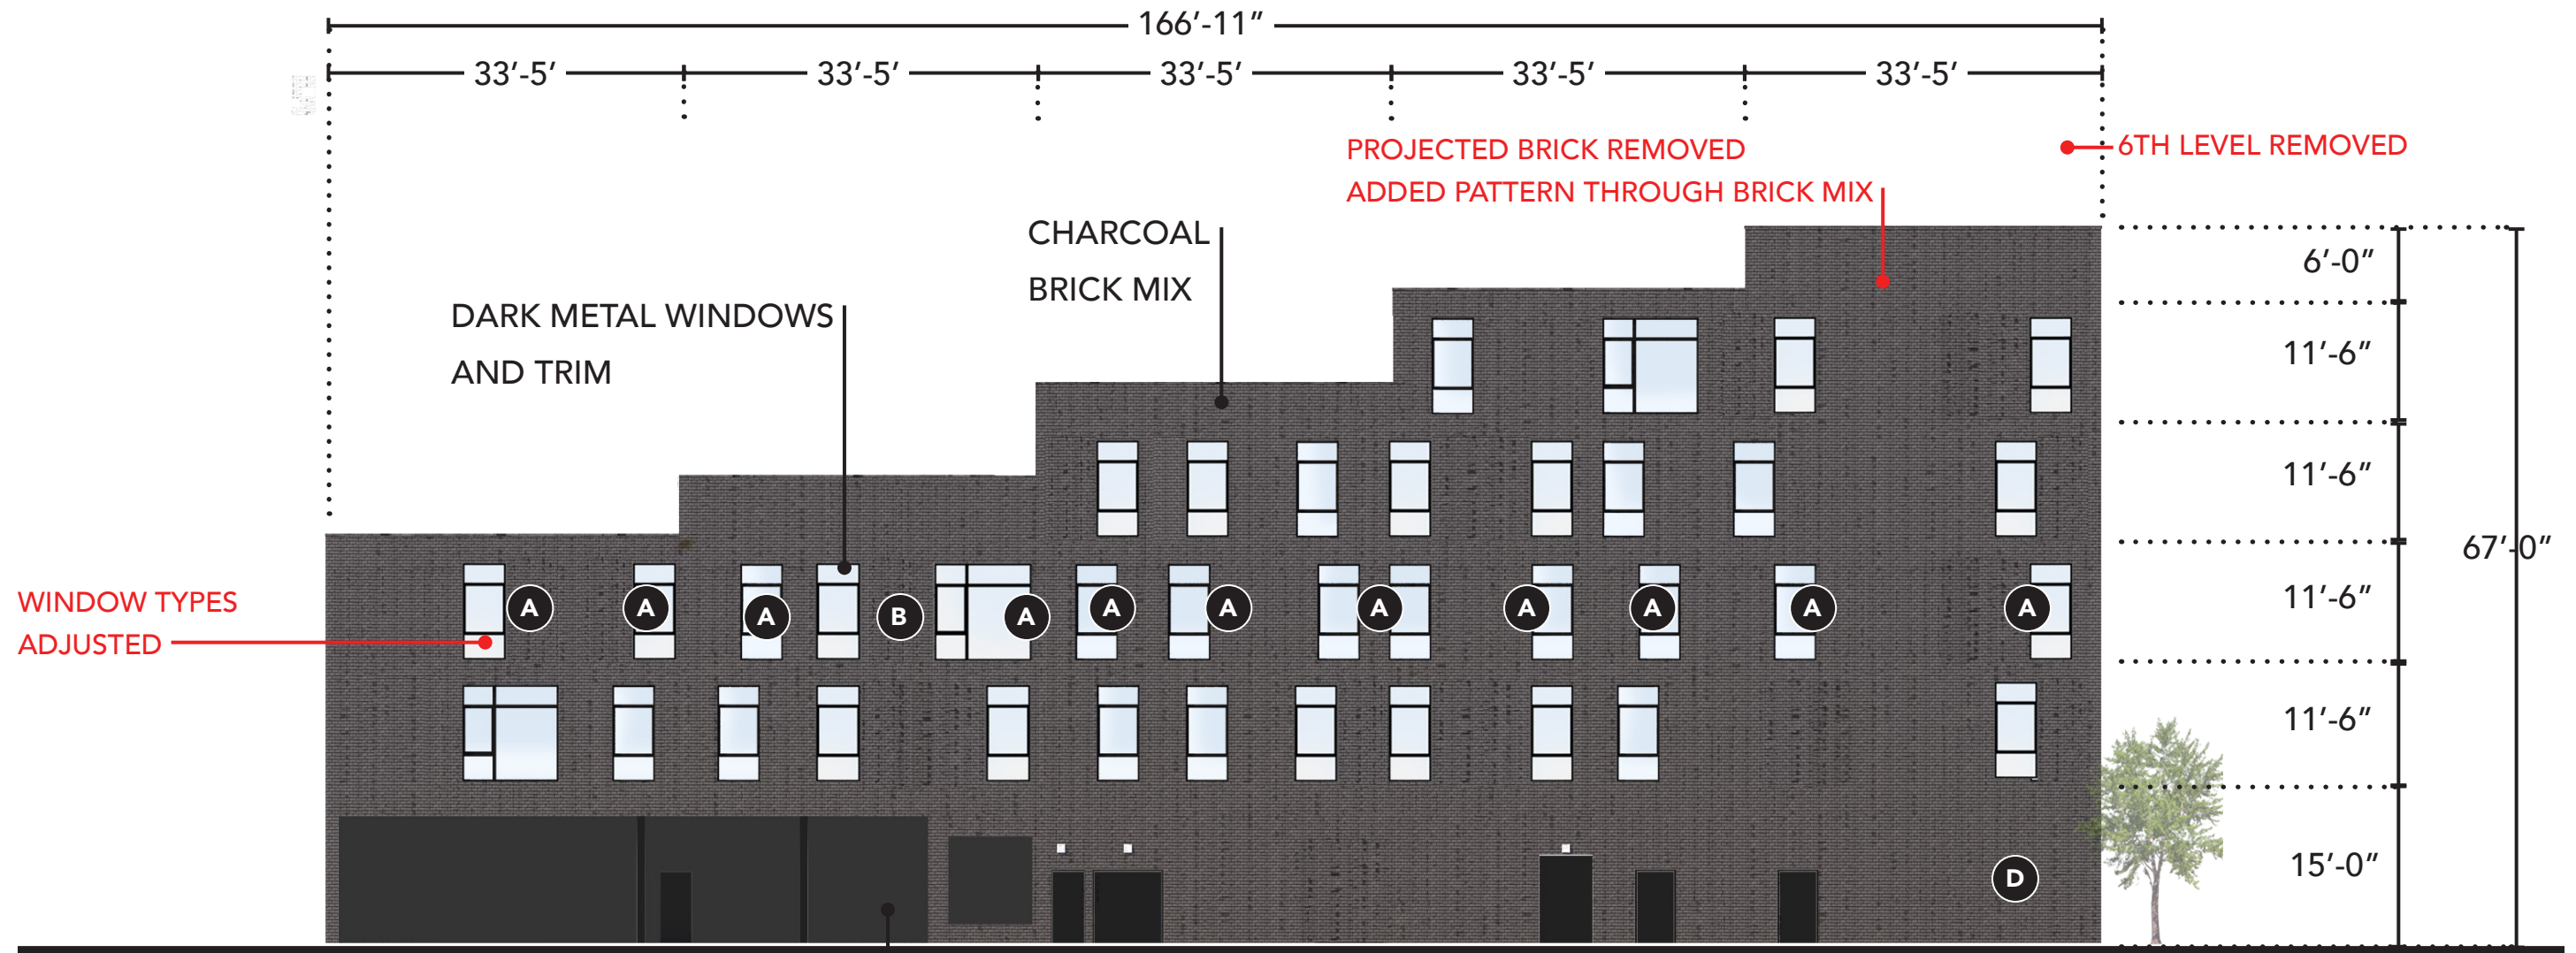 166′-11″
33′-5′ 33′-5′ 33′-5′ 33′-5′ 33′-5′
PROJECTED BRICK REMOVED
ADDED PATTERN THROUGH BRICK MIX
6TH LEVEL REMOVED
CHARCOAL
BRICK MIX
DARK METAL WINDOWS
AND TRIM
6′-0″
11′-6″
11′-6″
67′-0″
WINDOW TYPES
ADJUSTED
A A A B A A A A A A A A
11′-6″
11′-6″
15′-0″
D